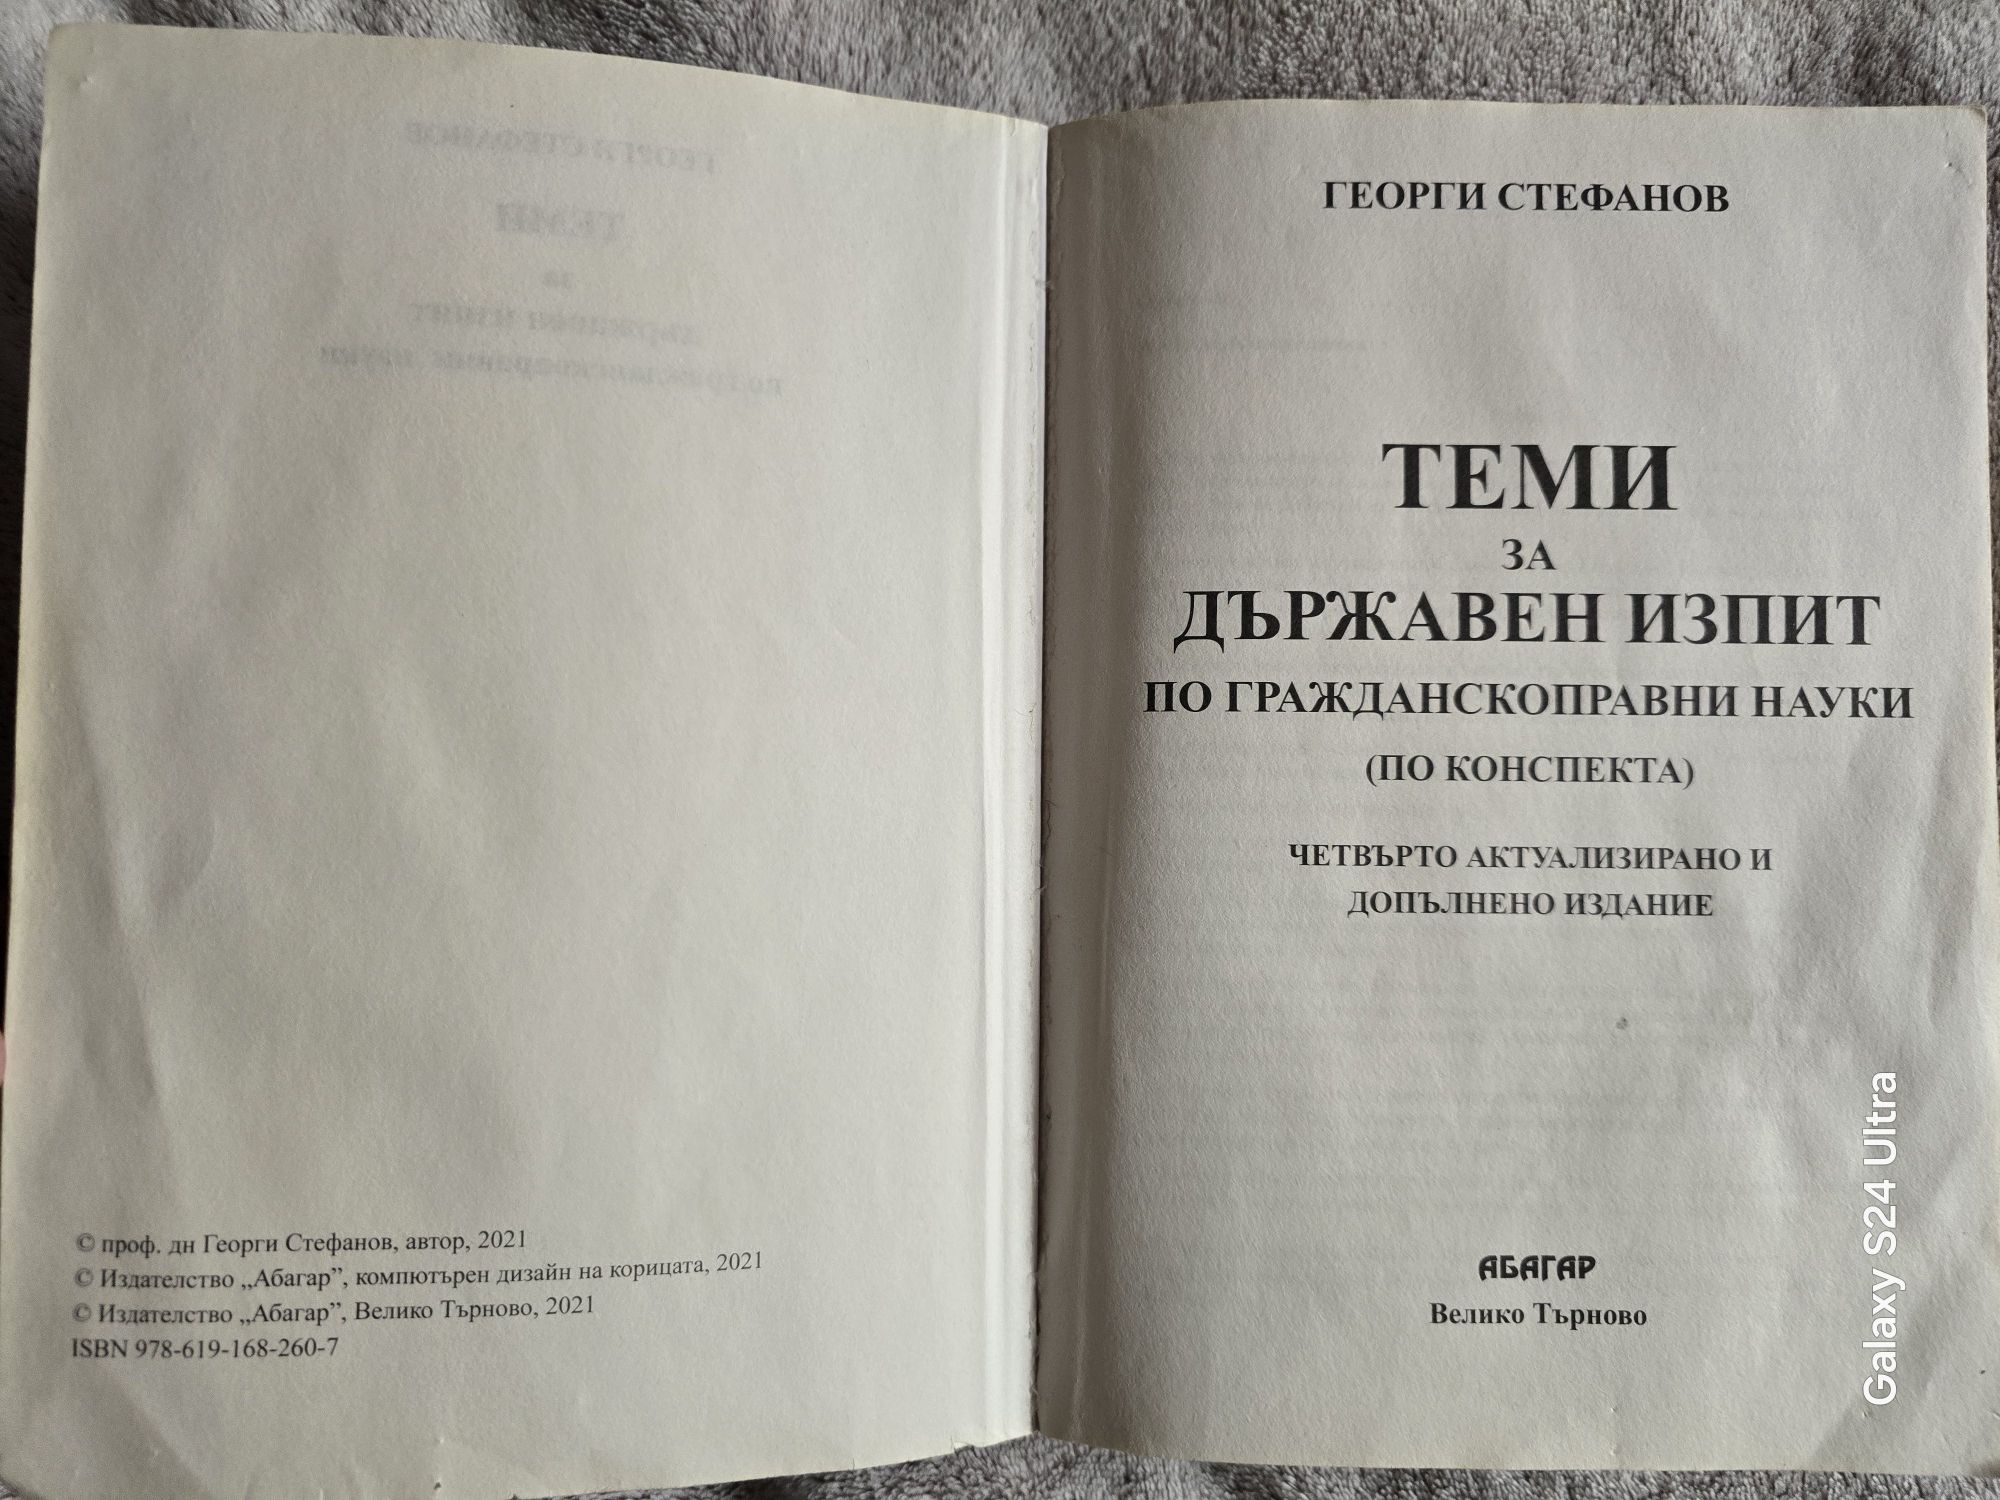 © проф. дн Георги Стефанов, автор, 2021
© Издателство „Абагар”, компютърен дизайн на корицата, 2021
© Издателство „Абагар”, Велико Търново, 2021
ISBN 978-619-168-260-7
ГЕОРГИ СТЕФАНОВ
ТЕМИ
ЗА
ДЪРЖАВЕН ИЗПИТ
ПО ГРАЖДАНСКОПРАВНИ НАУКИ
(ПО КОНСПЕКТА)
ЧЕТВЪРТО АКТУАЛИЗИРАНО И
ДОПЪЛНЕНО ИЗДАНИЕ
АБАГАР
Велико Търново
Galaxy S24 Ultra